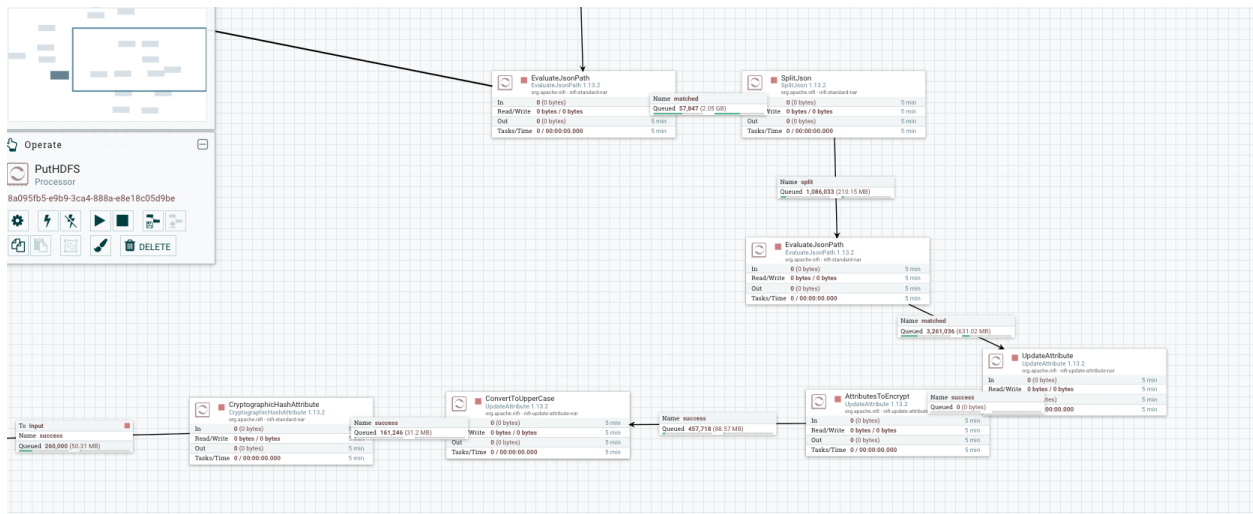 Operate
PutHDFS
Processor
8a095fb5-e9b9-3ca4-888a-e8e18c05d9be
DELETE
EvaluateJsonPath
EvaluateJsonPath 1.13.2
org.apache.nifi - nifi-standard-nar
In 0 (0 bytes) 5 min
Read/Write 0 bytes / 0 bytes
Out 0 (0 bytes) 5 min
Tasks/Time 0 / 00:00:00.000 5 min
Name matched
Queued 57,847 (2.05 GB)
SplitJson
SplitJson 1.13.2
org.apache.nifi - nifi-standard-nar
0 (0 bytes) 5 min
Write 0 bytes / 0 bytes 5 min
Out 0 (0 bytes) 5 min
Tasks/Time 0 / 00:00:00.000 5 min
Name split
Queued 1,086,033 (210.15 MB)
EvaluateJsonPath
EvaluateJsonPath 1.13.2
org.apache.nifi - nifi-standard-nar
In 0 (0 bytes) 5 min
Read/Write 0 bytes / 0 bytes 5 min
Out 0 (0 bytes) 5 min
Tasks/Time 0 / 00:00:00.000 5 min
Name matched
Queued 3,261,036 (631.02 MB)
UpdateAttribute
UpdateAttribute 1.13.2
org.apache.nifi - nifi-update-attribute-nar
In 0 (0 bytes) 5 min
Read/Write 0 bytes / 0 bytes 5 min
5 min
00:00.000 5 min
Name success
Queued 0 (0 bytes)
AttributesToEncrypt
UpdateAttribute 1.13.2
org.apache.nifi - nifi-update-attribut
In 0 (0 bytes)
Read/Write 0 bytes / 0 bytes 5 min
Out 0 (0 bytes) 5 min
Tasks/Time 0 / 00:00:00.000 5 min
Name success
Queued 457,718 (88.57 MB)
ConvertToUpperCase
UpdateAttribute 1.13.2
org.apache.nifi - nifi-update-attribute-nar
0 (0 bytes) 5 min
Write 0 bytes / 0 bytes 5 min
Out 0 (0 bytes) 5 min
Tasks/Time 0 / 00:00:00.000 5 min
Name success
Queued 161,246 (31.2 MB)
CryptographicHashAttribute
CryptographicHashAttribute 1.13.2
org.apache.nifi - nifi-standard-nar
In 0 (0 bytes)
Read/Write 0 bytes / 0 bytes
Out 0 (0 bytes) 5 min
Tasks/Time 0 / 00:00:00.000 5 min
To Input
Name success
Queued 260,000 (50.31 MB)